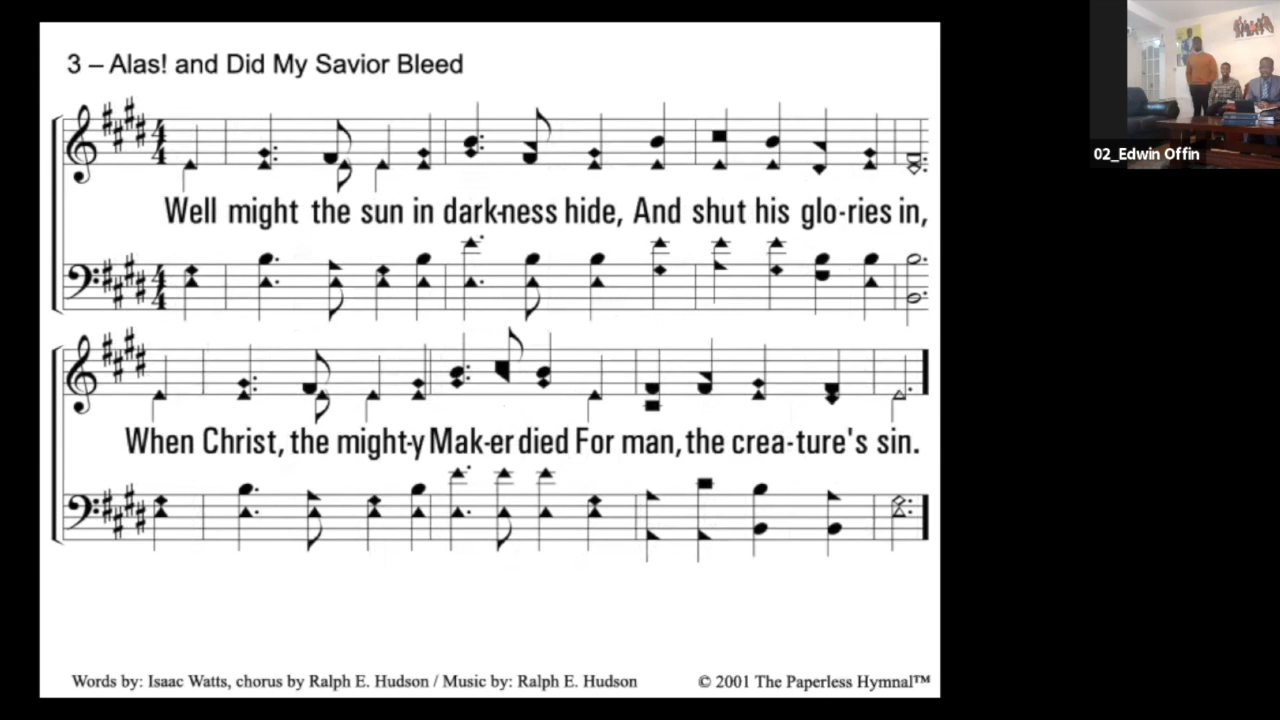 3 – Alas! and Did My Savior Bleed
Well might the sun in dark-ness hide, And shut his glo-ries in,
When Christ, the might-y Mak-er died For man, the crea-ture's sin.
Words by: Isaac Watts, chorus by Ralph E. Hudson / Music by: Ralph E. Hudson
© 2001 The Paperless Hymnal™
02_Edwin Offin